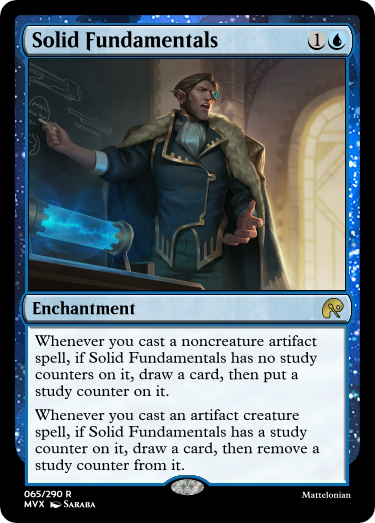 Solid Fundamentals 1
Enchantment
Whenever you cast a noncreature artifact
spell, if Solid Fundamentals has no study
counters on it, draw a card, then put a
study counter on it.
Whenever you cast an artifact creature
spell, if Solid Fundamentals has a study
counter on it, draw a card, then remove a
study counter from it.
065/290 R
MVX SARABA
Mattelonian